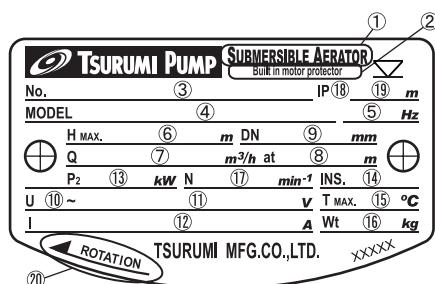 ① ②
TSURUMI PUMP SUBMERSIBLE AERATOR
Built in motor protector
No. ③ IP⑱ ⑲ m
MODEL ④ ⑤ Hz
H MAX. ⑥ m DN ⑨ mm
Q ⑦ m³/h at ⑧ m
P₂ ⑬ kW N ⑰ min⁻¹ INS. ⑭
U ⑩ ~ ⑪ V T MAX. ⑮ °C
I ⑫ A Wt ⑯ kg
ROTATION TSURUMI MFG.CO.,LTD. XXXXX
⑳